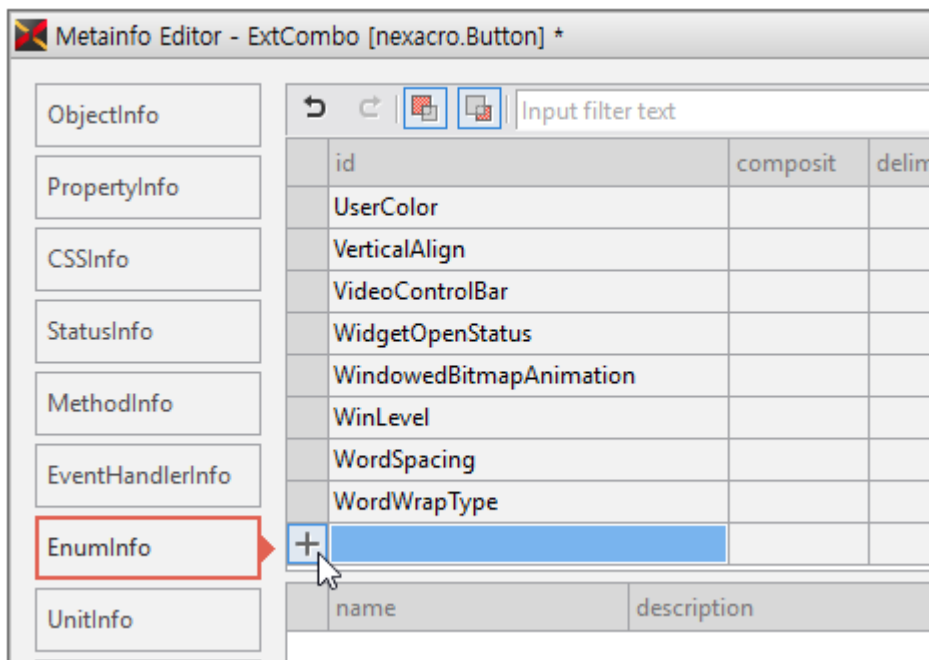 Metainfo Editor - ExtCombo [nexacro.Button] *
ObjectInfo
PropertyInfo
CSSInfo
StatusInfo
MethodInfo
EventHandlerInfo
EnumInfo
UnitInfo
Input filter text
id composit delim
UserColor
VerticalAlign
VideoControlBar
WidgetOpenStatus
WindowedBitmapAnimation
WinLevel
WordSpacing
WordWrapType
name description